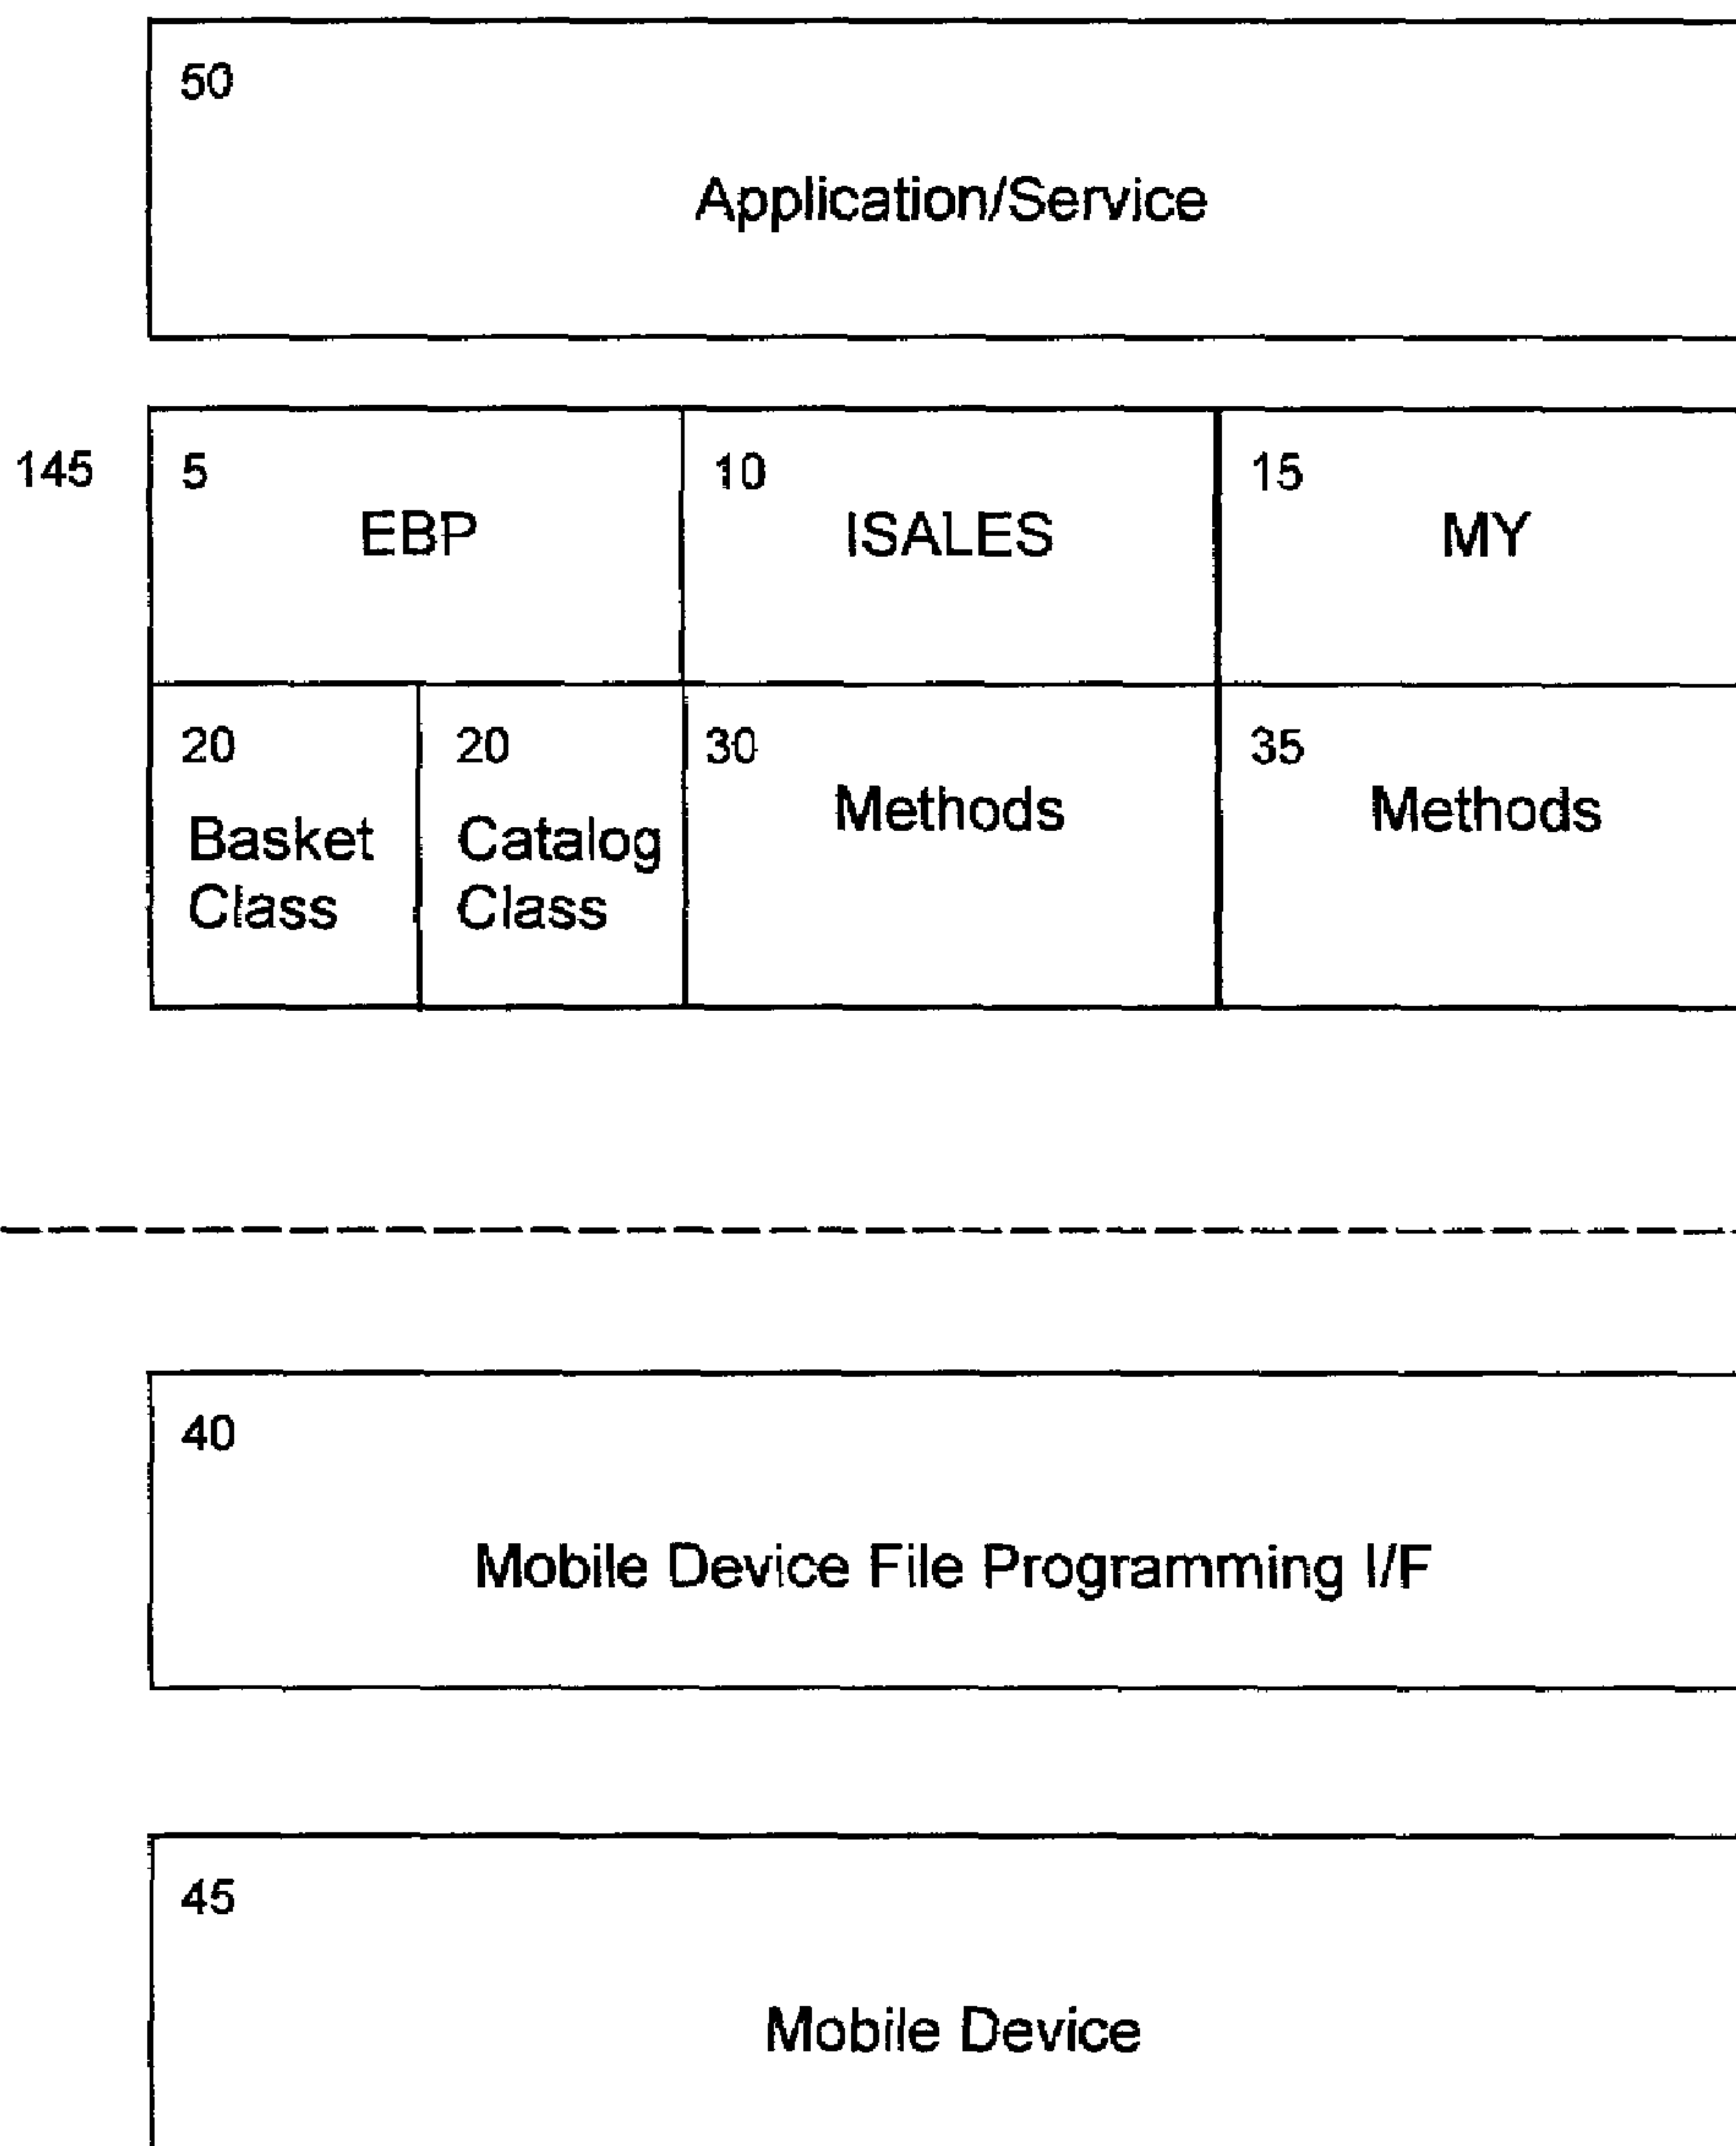 50
Application/Service
145
5
EBP
10
ISALES
15
MY
20
Basket
Class
20
Catalog
Class
30
Methods
35
Methods
40
Mobile Device File Programming I/F
45
Mobile Device